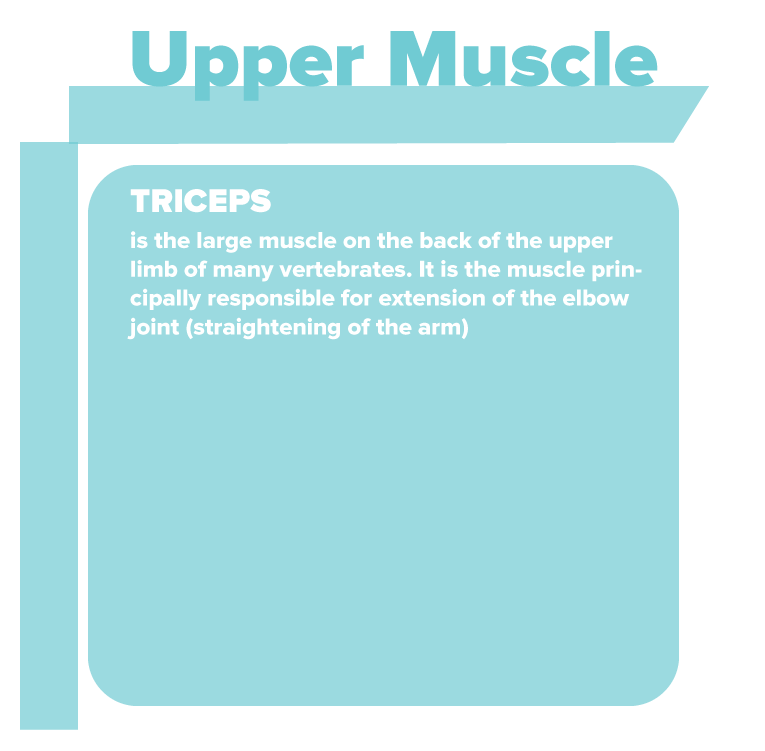 Upper Muscle
TRICEPS
is the large muscle on the back of the upper
limb of many vertebrates. It is the muscle prin-
cipally responsible for extension of the elbow
joint (straightening of the arm)